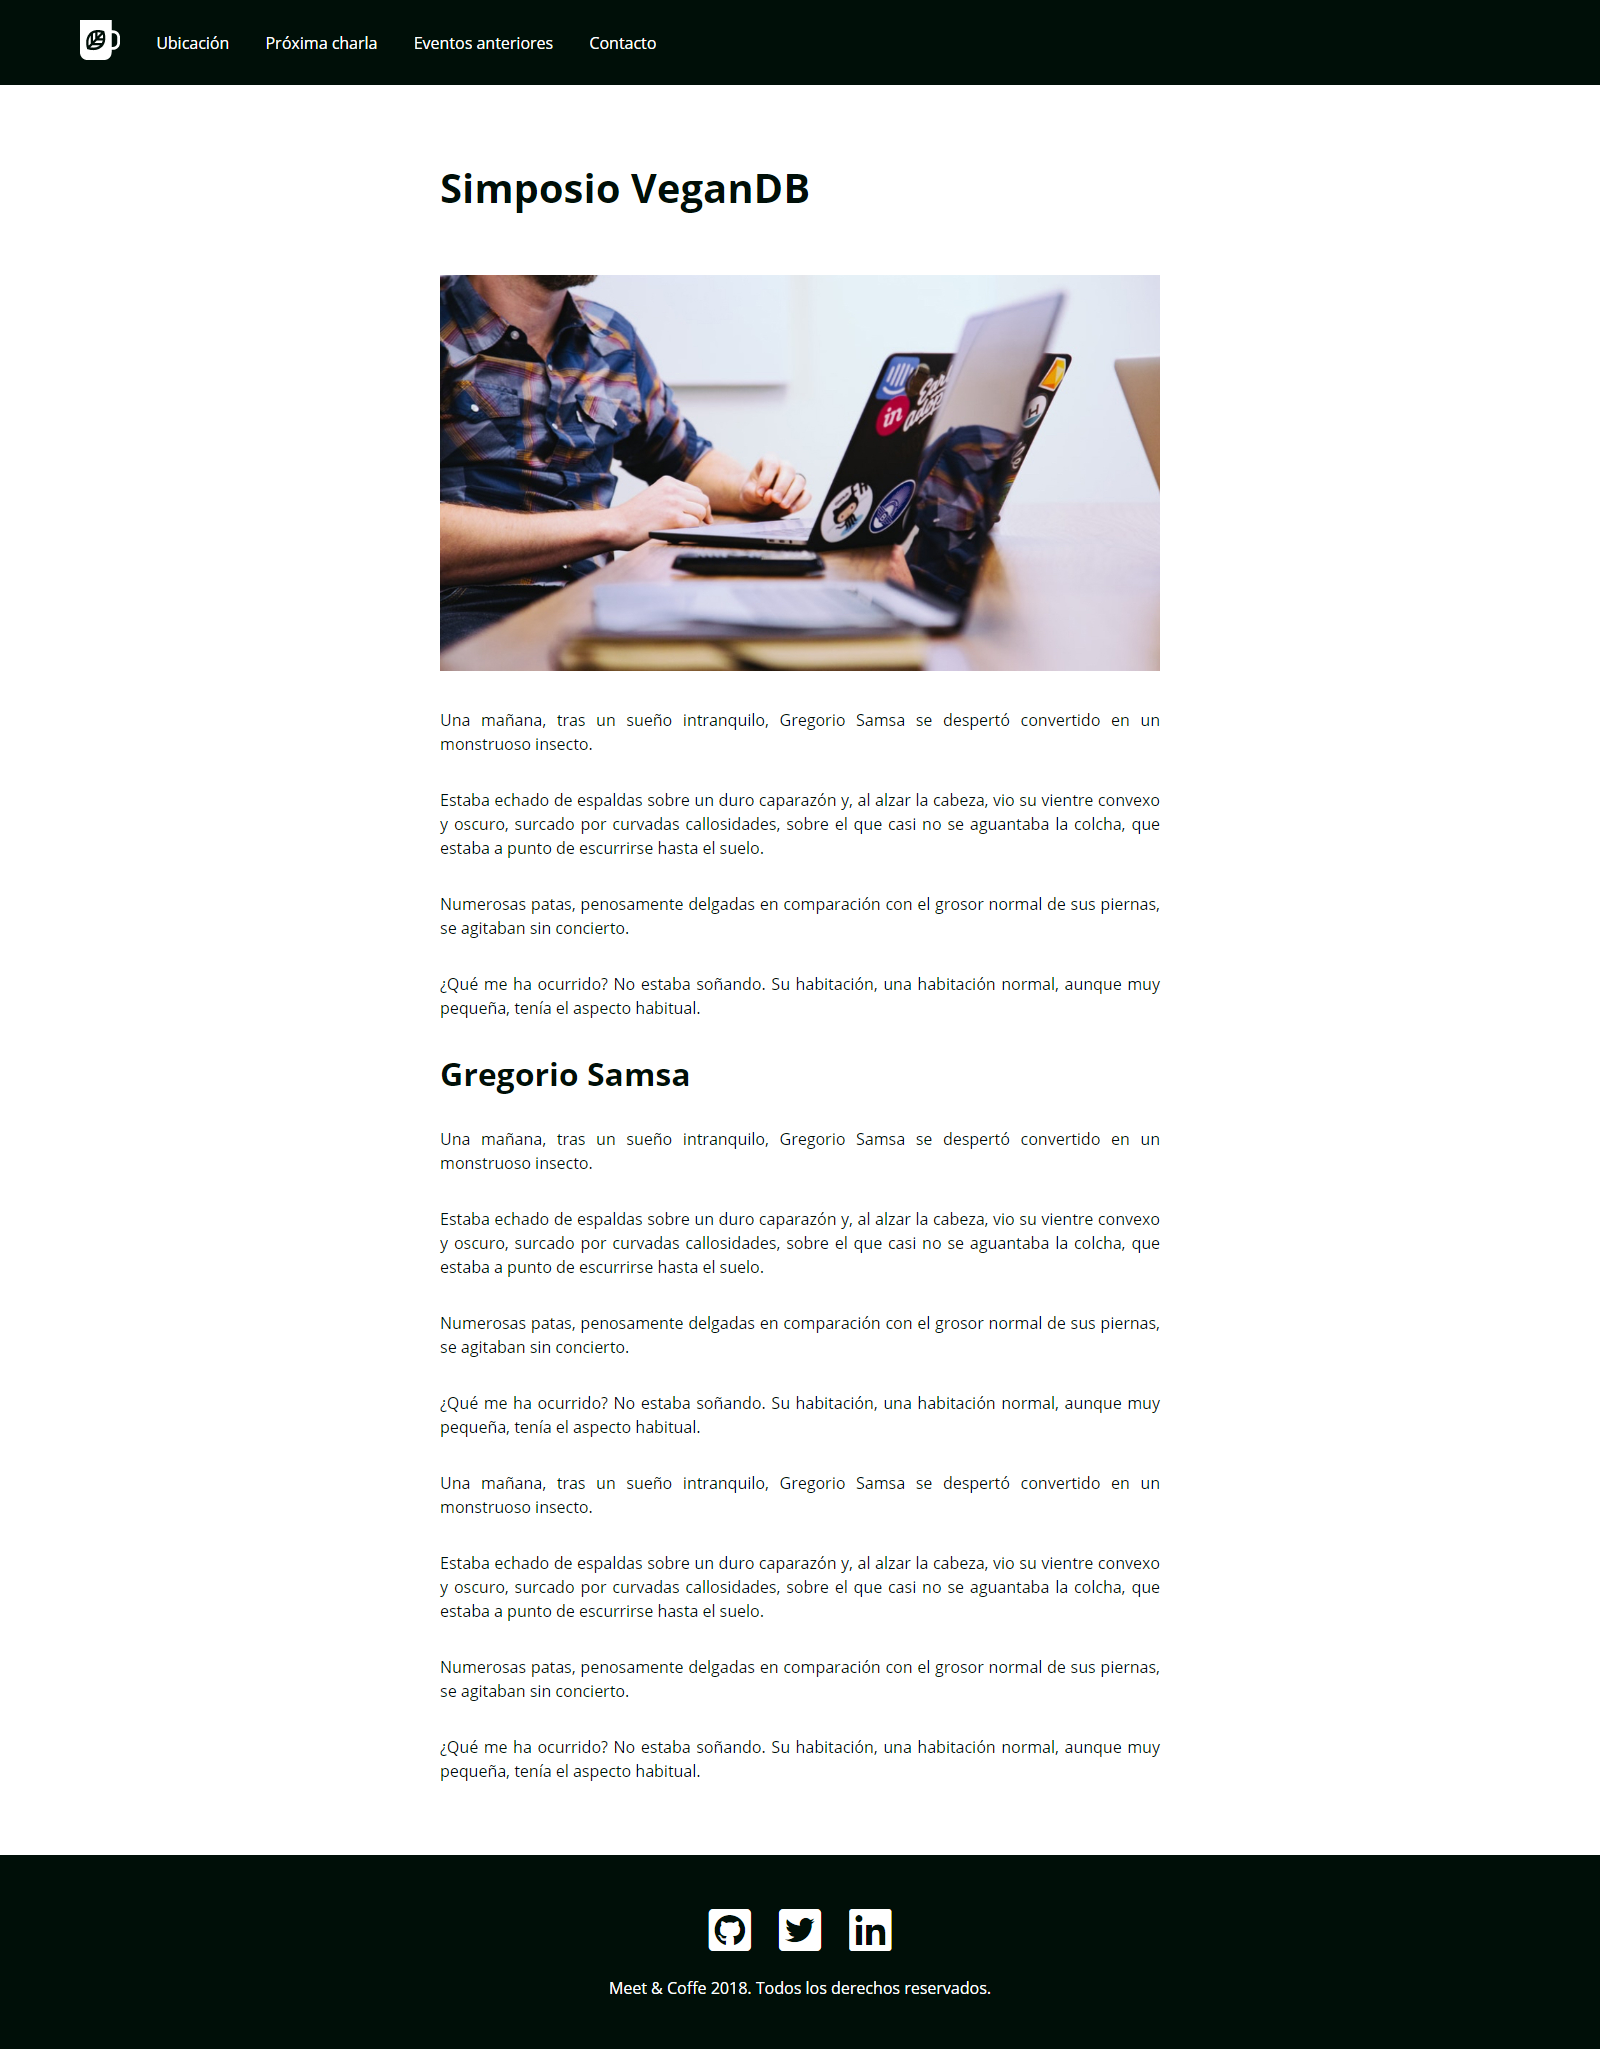 Ubicación Próxima charla Eventos anteriores Contacto
Simposio VeganDB
in
Una mañana, tras un sueño intranquilo, Gregorio Samsa se despertó convertido en un
monstruoso insecto.
Estaba echado de espaldas sobre un duro caparazón y, al alzar la cabeza, vio su vientre convexo
y oscuro, surcado por curvadas callosidades, sobre el que casi no se aguantaba la colcha, que
estaba a punto de escurrirse hasta el suelo.
Numerosas patas, penosamente delgadas en comparación con el grosor normal de sus piernas,
se agitaban sin concierto.
¿Qué me ha ocurrido? No estaba soñando. Su habitación, una habitación normal, aunque muy
pequeña, tenía el aspecto habitual.
Gregorio Samsa
Una mañana, tras un sueño intranquilo, Gregorio Samsa se despertó convertido en un
monstruoso insecto.
Estaba echado de espaldas sobre un duro caparazón y, al alzar la cabeza, vio su vientre convexo
y oscuro, surcado por curvadas callosidades, sobre el que casi no se aguantaba la colcha, que
estaba a punto de escurrirse hasta el suelo.
Numerosas patas, penosamente delgadas en comparación con el grosor normal de sus piernas,
se agitaban sin concierto.
¿Qué me ha ocurrido? No estaba soñando. Su habitación, una habitación normal, aunque muy
pequeña, tenía el aspecto habitual.
Una mañana, tras un sueño intranquilo, Gregorio Samsa se despertó convertido en un
monstruoso insecto.
Estaba echado de espaldas sobre un duro caparazón y, al alzar la cabeza, vio su vientre convexo
y oscuro, surcado por curvadas callosidades, sobre el que casi no se aguantaba la colcha, que
estaba a punto de escurrirse hasta el suelo.
Numerosas patas, penosamente delgadas en comparación con el grosor normal de sus piernas,
se agitaban sin concierto.
¿Qué me ha ocurrido? No estaba soñando. Su habitación, una habitación normal, aunque muy
pequeña, tenía el aspecto habitual.
in
Meet & Coffe 2018. Todos los derechos reservados.